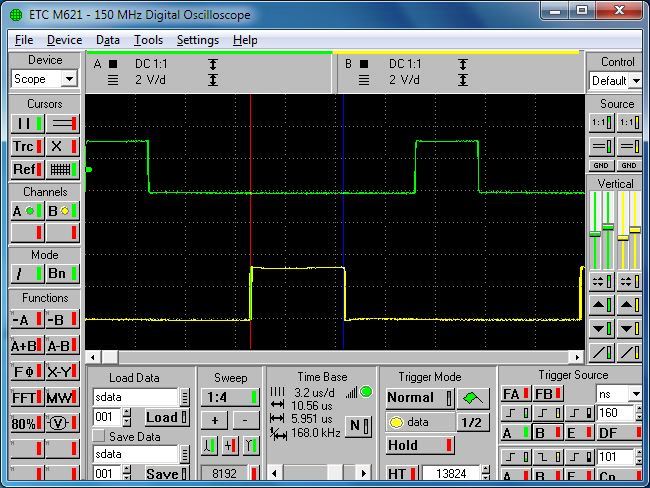 ETC M621 - 150 MHz Digital Oscilloscope
File Device Data Tools Settings Help
Device
Scope
Cursors
Trc X
Ref
Channels
A B
Mode
/ Bn
Functions
-A -B
A+B A-B
FΦ X-Y
FFT MW
80% V
A DC 1:1
2 V/d
B DC 1:1
2 V/d
Control
Default
Source
1:1 1:1
GND GND
Vertical
Load Data
sdata
001 Load
Save Data
sdata
001 Save
Sweep
1:4
+ -
8192
Time Base
3.2 us/d
10.56 us
5.951 us
168.0 kHz
N
Trigger Mode
Normal
data 1/2
Hold
HT 13824
Trigger Source
FA FB ns
160
A B E DF
101
Cp